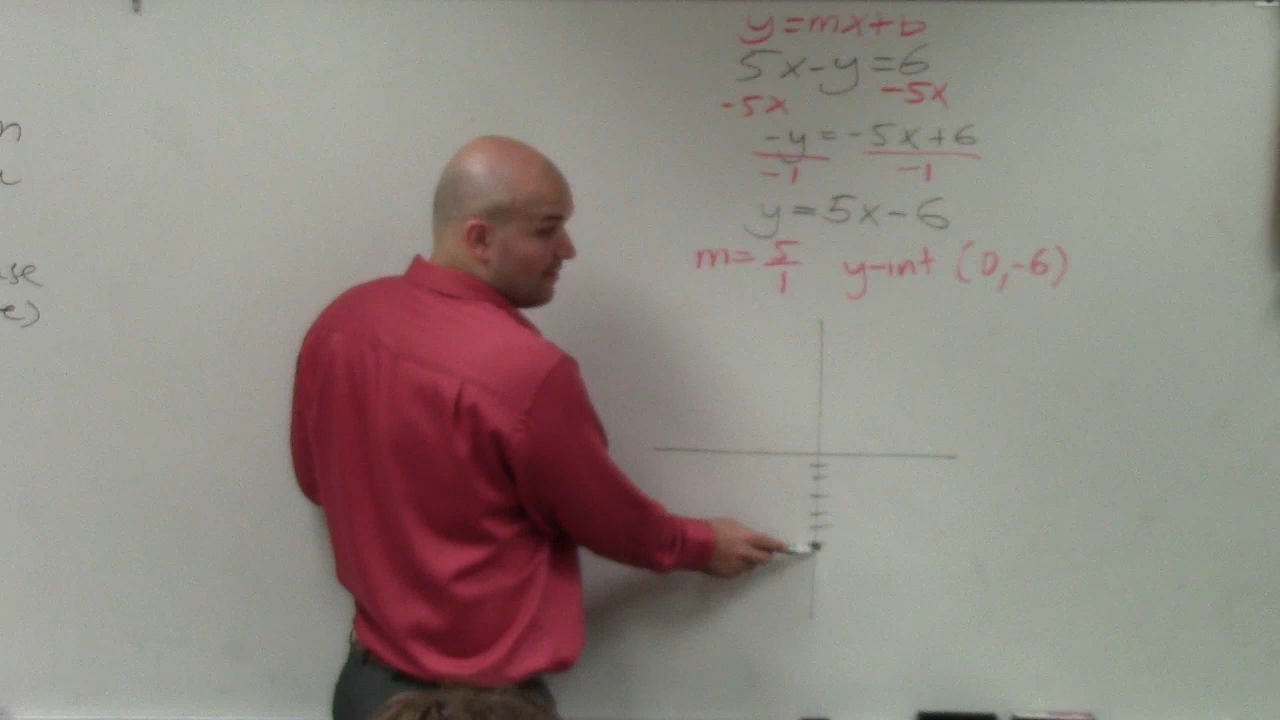 y=mx+b
5x-y=6
-5x -5x
-y=-5x+6
-1 -1
y=5x-6
m=5/1 y-int (0,-6)